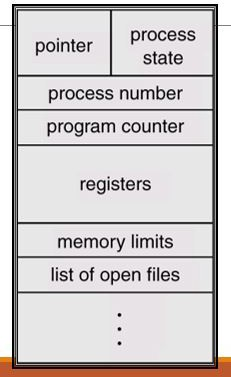 pointer
process
state
process number
program counter
registers
memory limits
list of open files